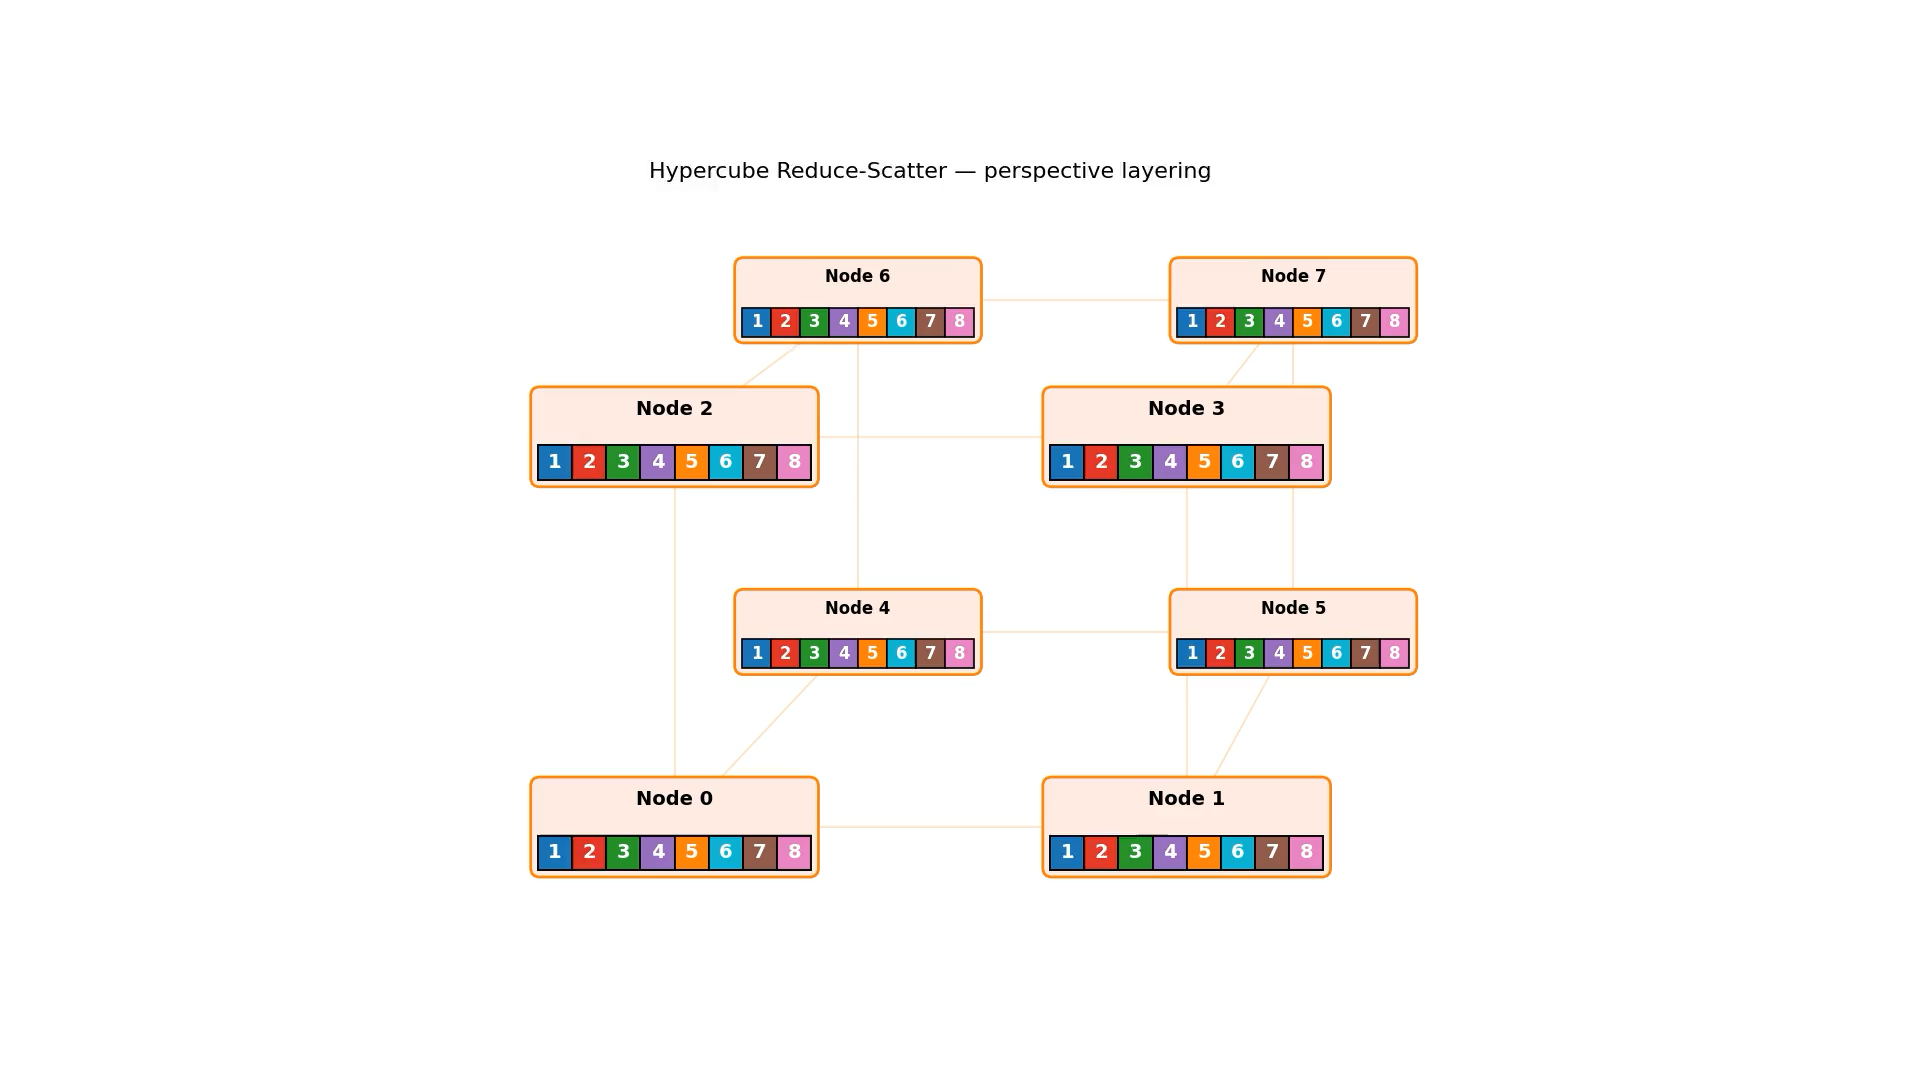 Hypercube Reduce-Scatter — perspective layering
Node 6
1 2 3 4 5 6 7 8
Node 7
1 2 3 4 5 6 7 8
Node 2
1 2 3 4 5 6 7 8
Node 3
1 2 3 4 5 6 7 8
Node 4
1 2 3 4 5 6 7 8
Node 5
1 2 3 4 5 6 7 8
Node 0
1 2 3 4 5 6 7 8
Node 1
1 2 3 4 5 6 7 8